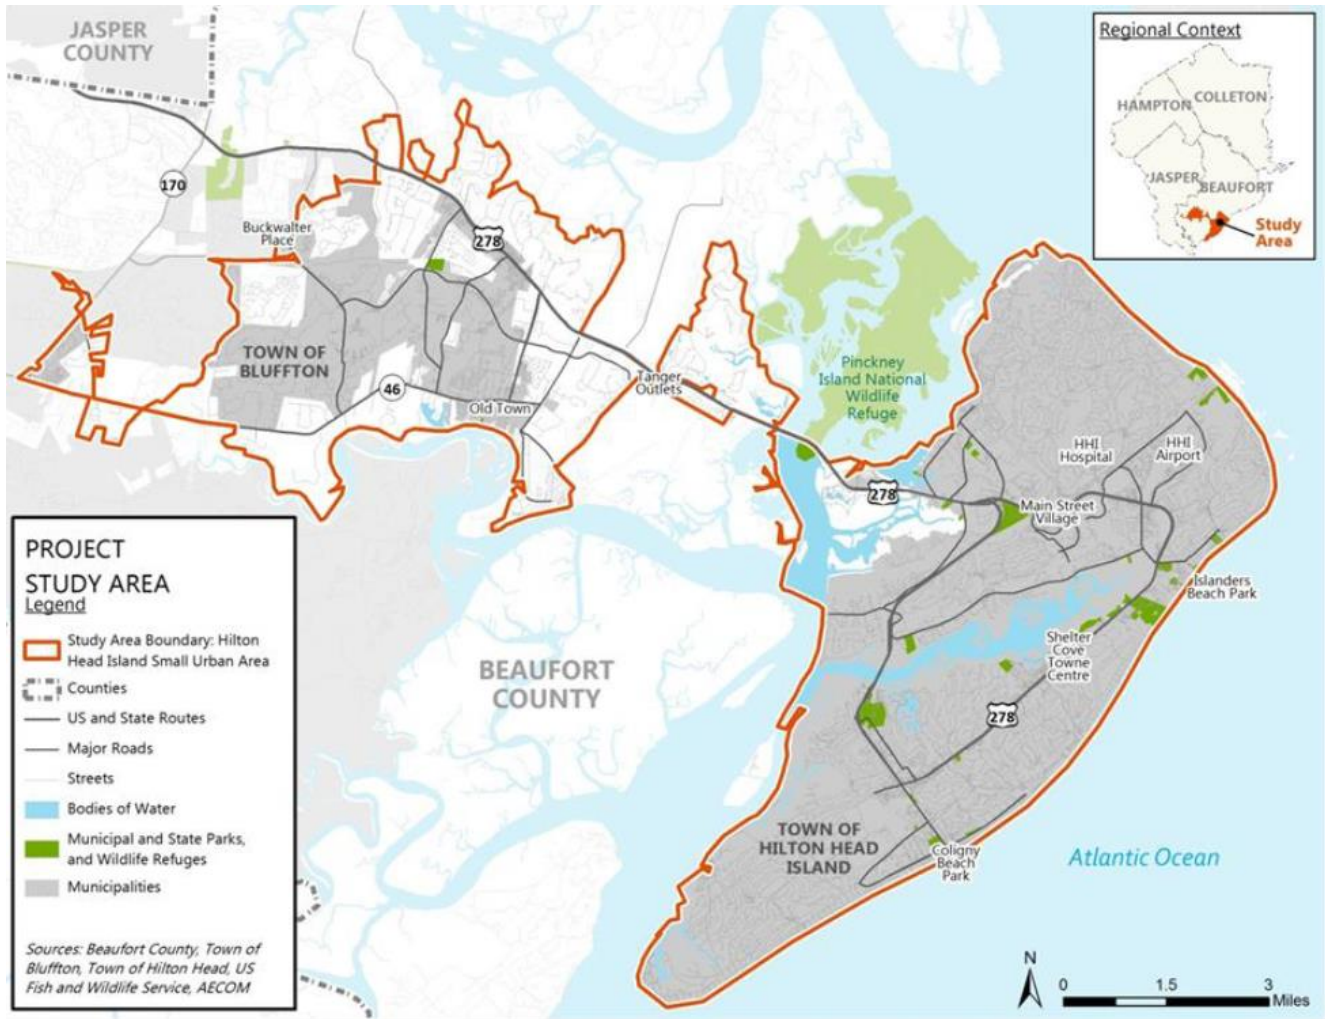 JASPER
COUNTY
Regional Context
HAMPTON
COLLETON
JASPER
BEAUFORT
Study
Area
170
Buckwalter
Place
278
TOWN OF
BLUFFTON
46
Old Town
Tanger
Outlets
Pinckney
Island National
Wildlife
Refuge
HHI
Hospital
HHI
Airport
278
Main Street
Village
Islanders
Beach Park
Shelter
Cove
Towne
Centre
278
BEAUFORT
COUNTY
TOWN OF
HILTON HEAD
ISLAND
Coligny
Beach
Park
Atlantic Ocean
PROJECT
STUDY AREA
Legend
Study Area Boundary: Hilton
Head Island Small Urban Area
Counties
US and State Routes
Major Roads
Streets
Bodies of Water
Municipal and State Parks,
and Wildlife Refuges
Municipalities
Sources: Beaufort County, Town of
Bluffton, Town of Hilton Head, US
Fish and Wildlife Service, AECOM
N
0 1.5 3
Miles